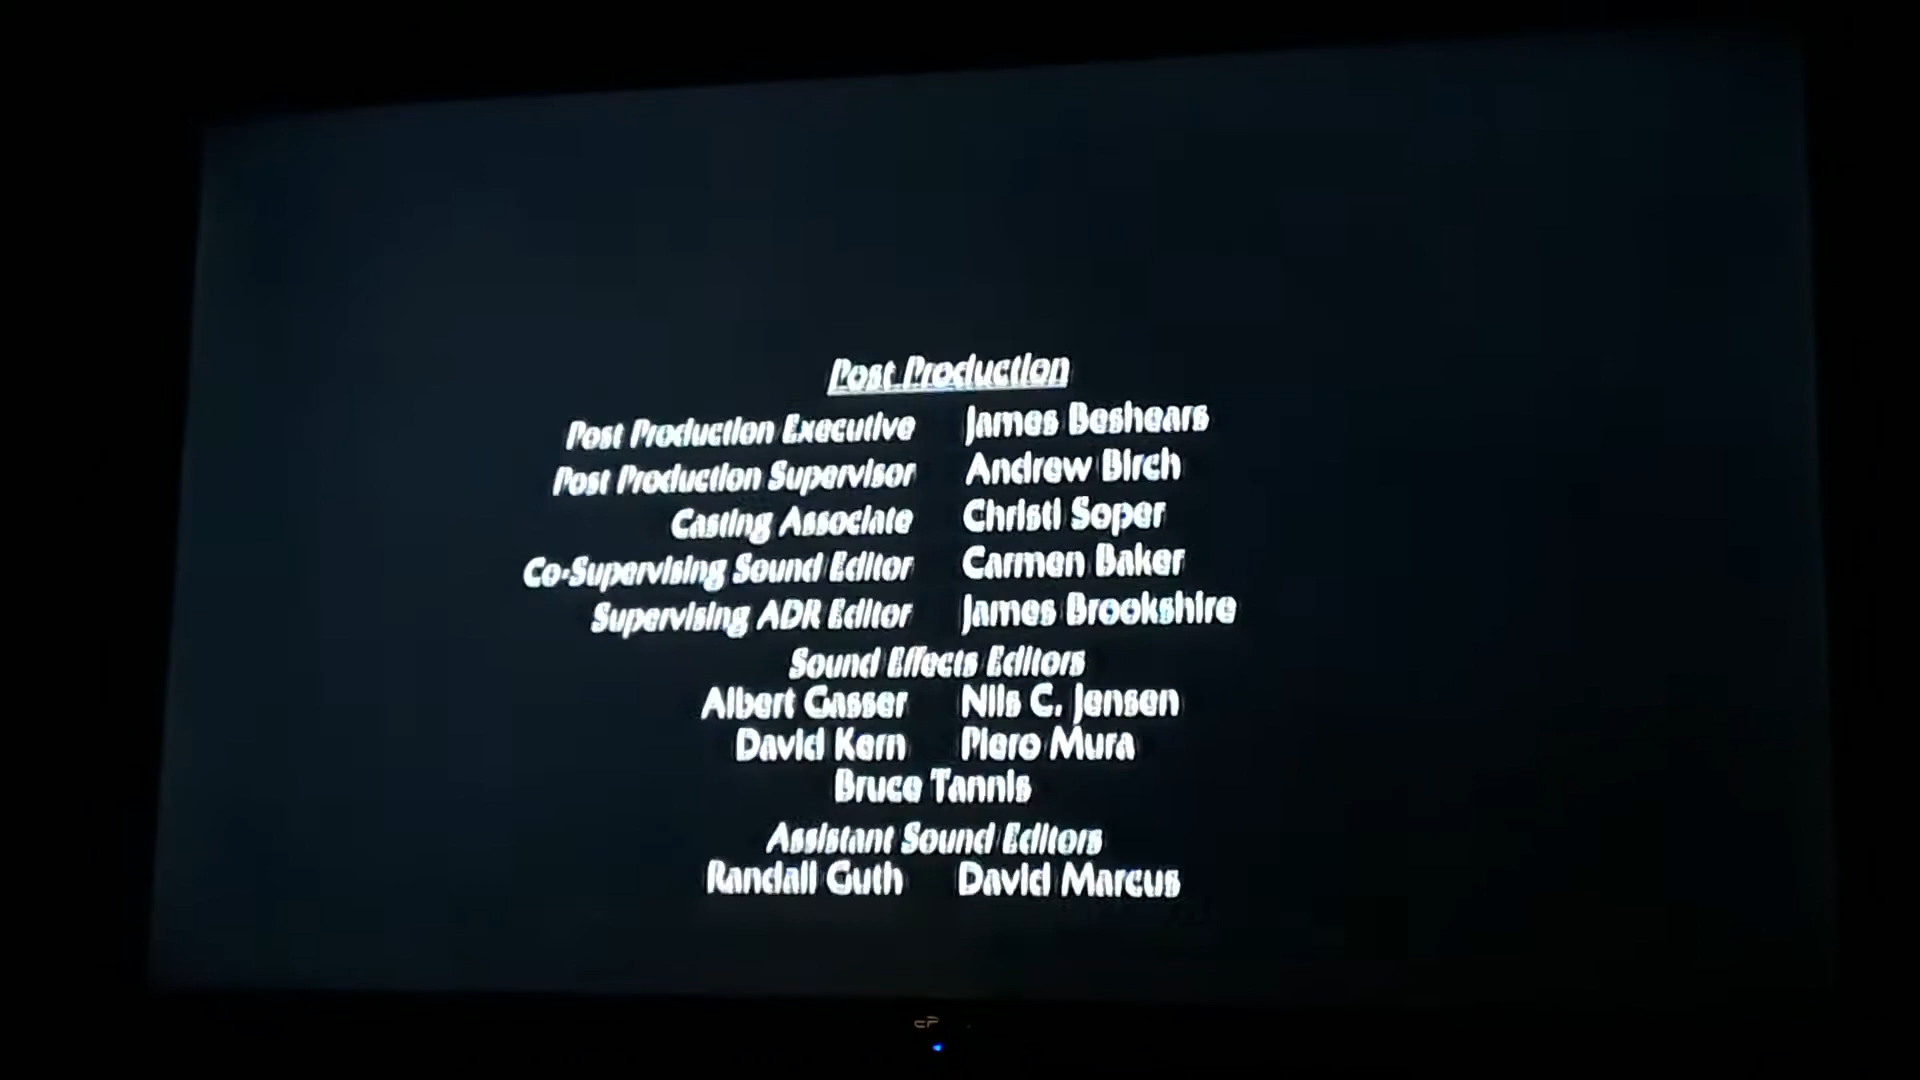 Post Production
Post Production Executive James Beshears
Post Production Supervisor Andrew Birch
Casting Associate Christi Soper
Co-Supervising Sound Editor Carmen Baker
Supervising ADR Editor James Brookshire
Sound Effects Editors
Albert Gasser Nils C. Jensen
David Kern Piero Mura
Bruce Tannis
Assistant Sound Editors
Randall Guth David Marcus